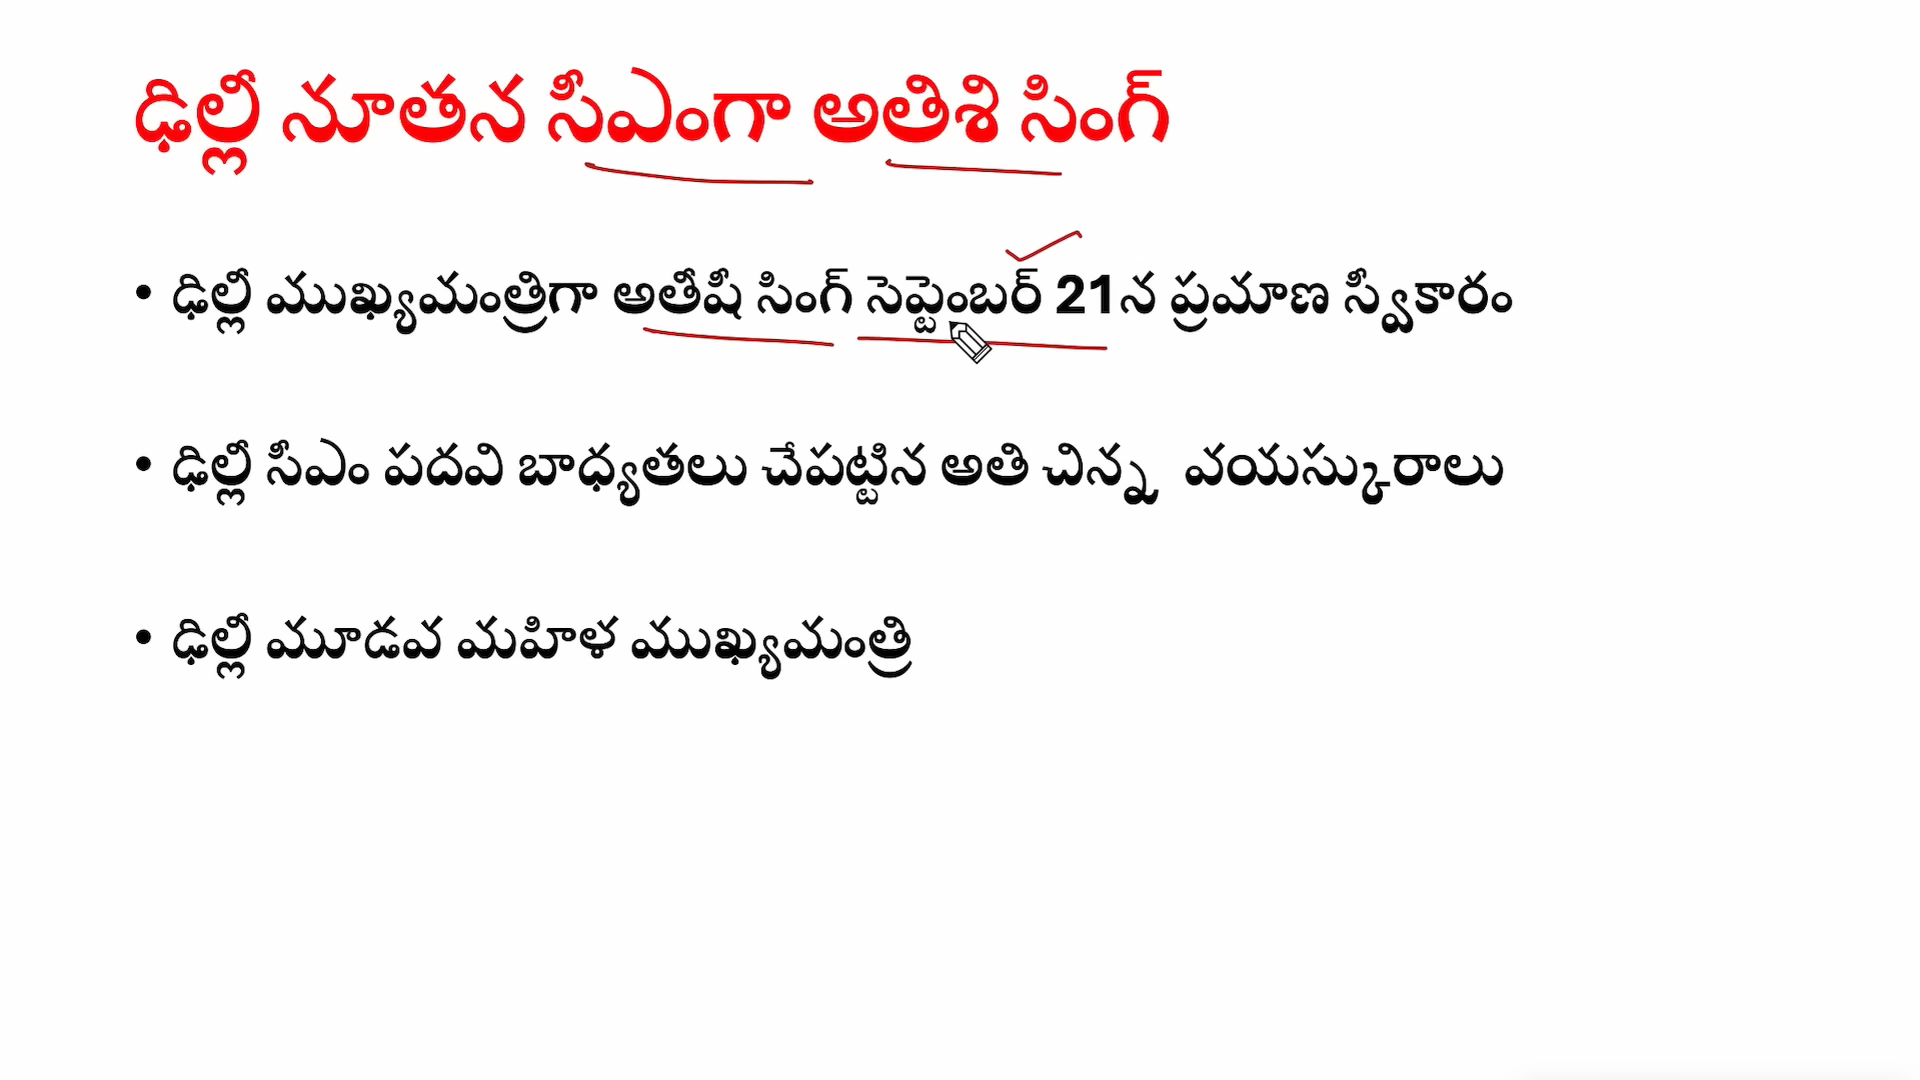 ఢిల్లీ నూతన సీఎంగా అతిశి సింగ్
• ఢిల్లీ ముఖ్యమంత్రిగా అతీషీ సింగ్ సెప్టెంబర్ 21న ప్రమాణ స్వీకారం
• ఢిల్లీ సీఎం పదవి బాధ్యతలు చేపట్టిన అతి చిన్న వయస్కురాలు
• ఢిల్లీ మూడవ మహిళ ముఖ్యమంత్రి